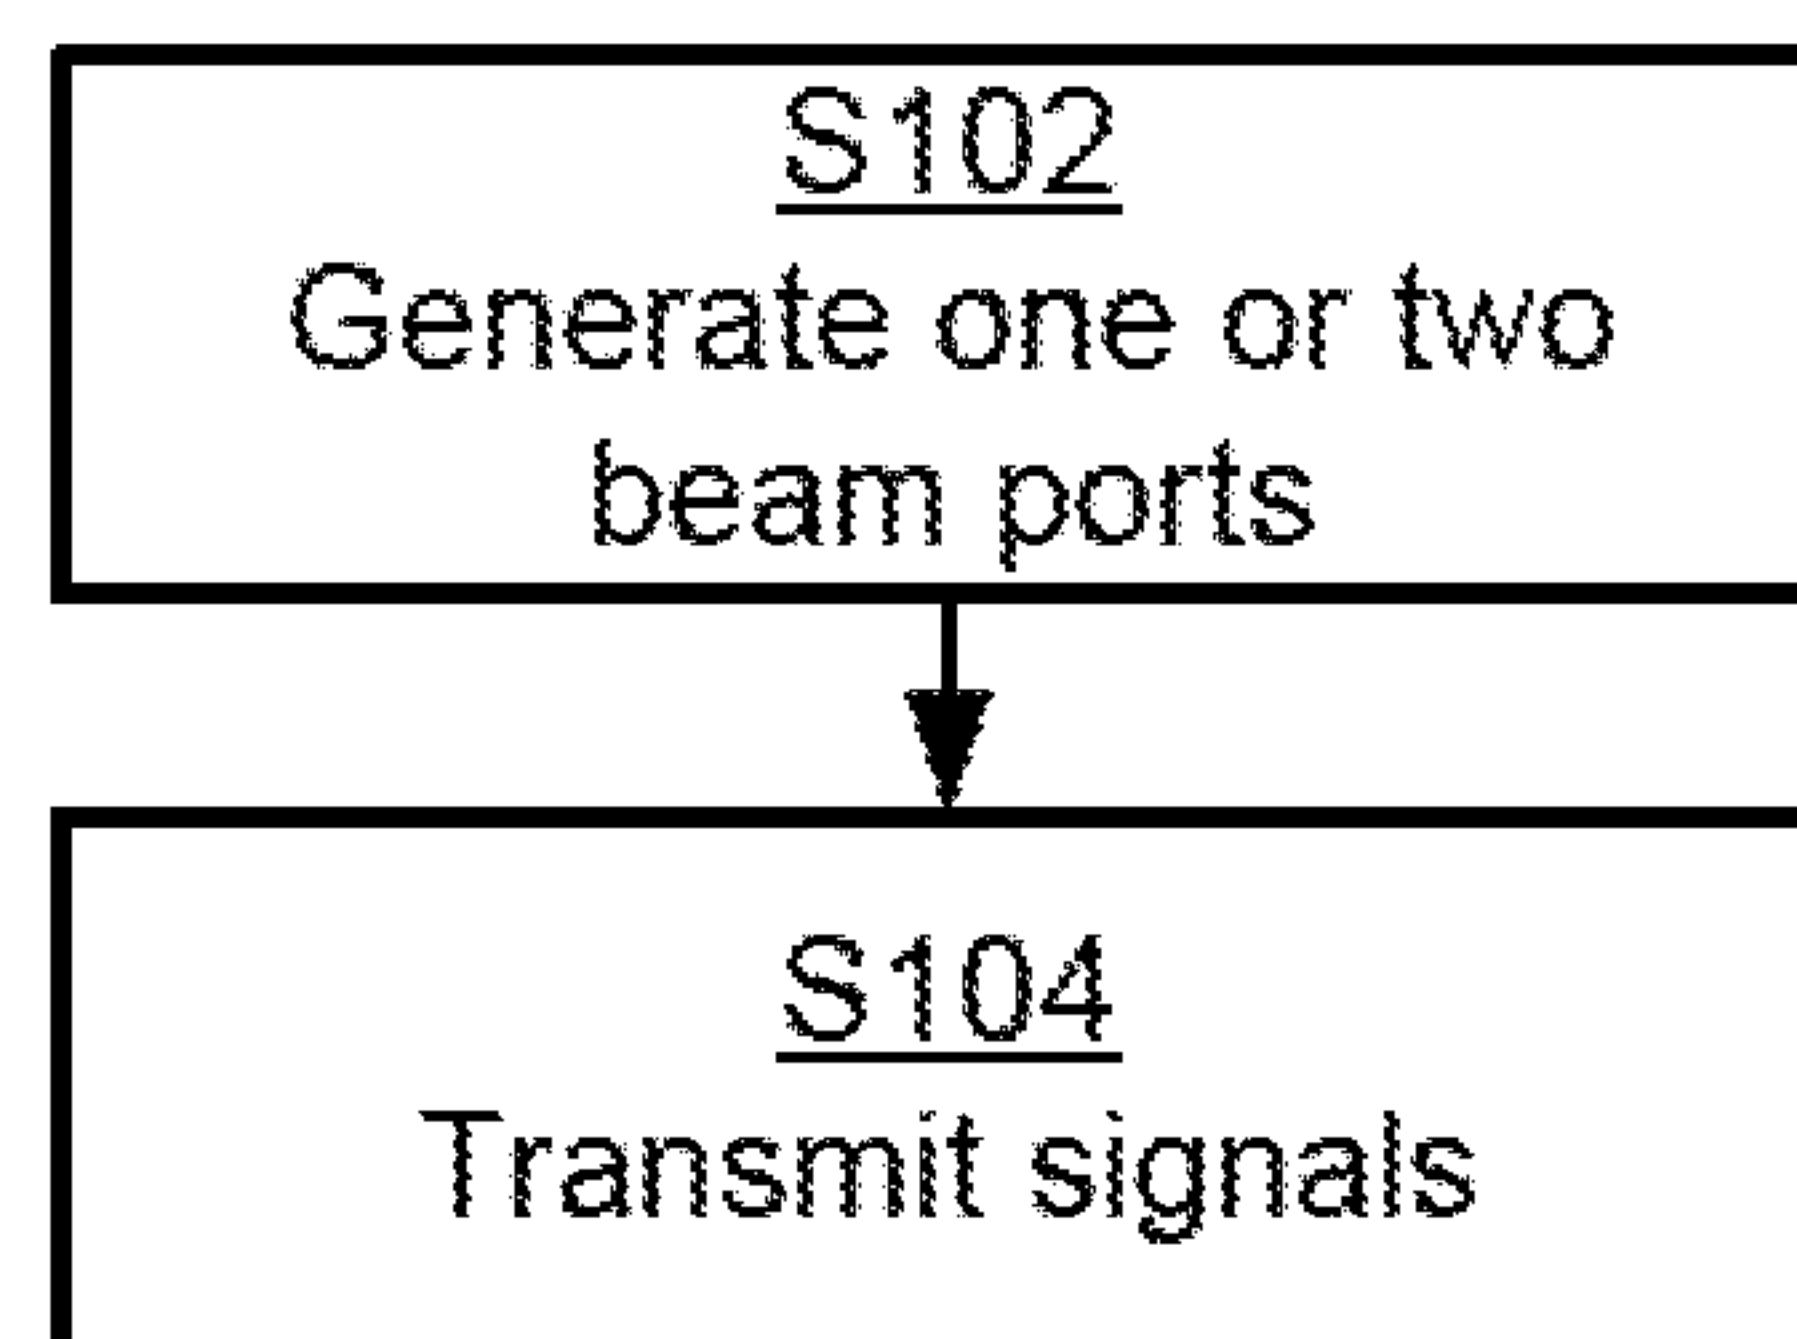 S102
Generate one or two
beam ports
S104
Transmit signals